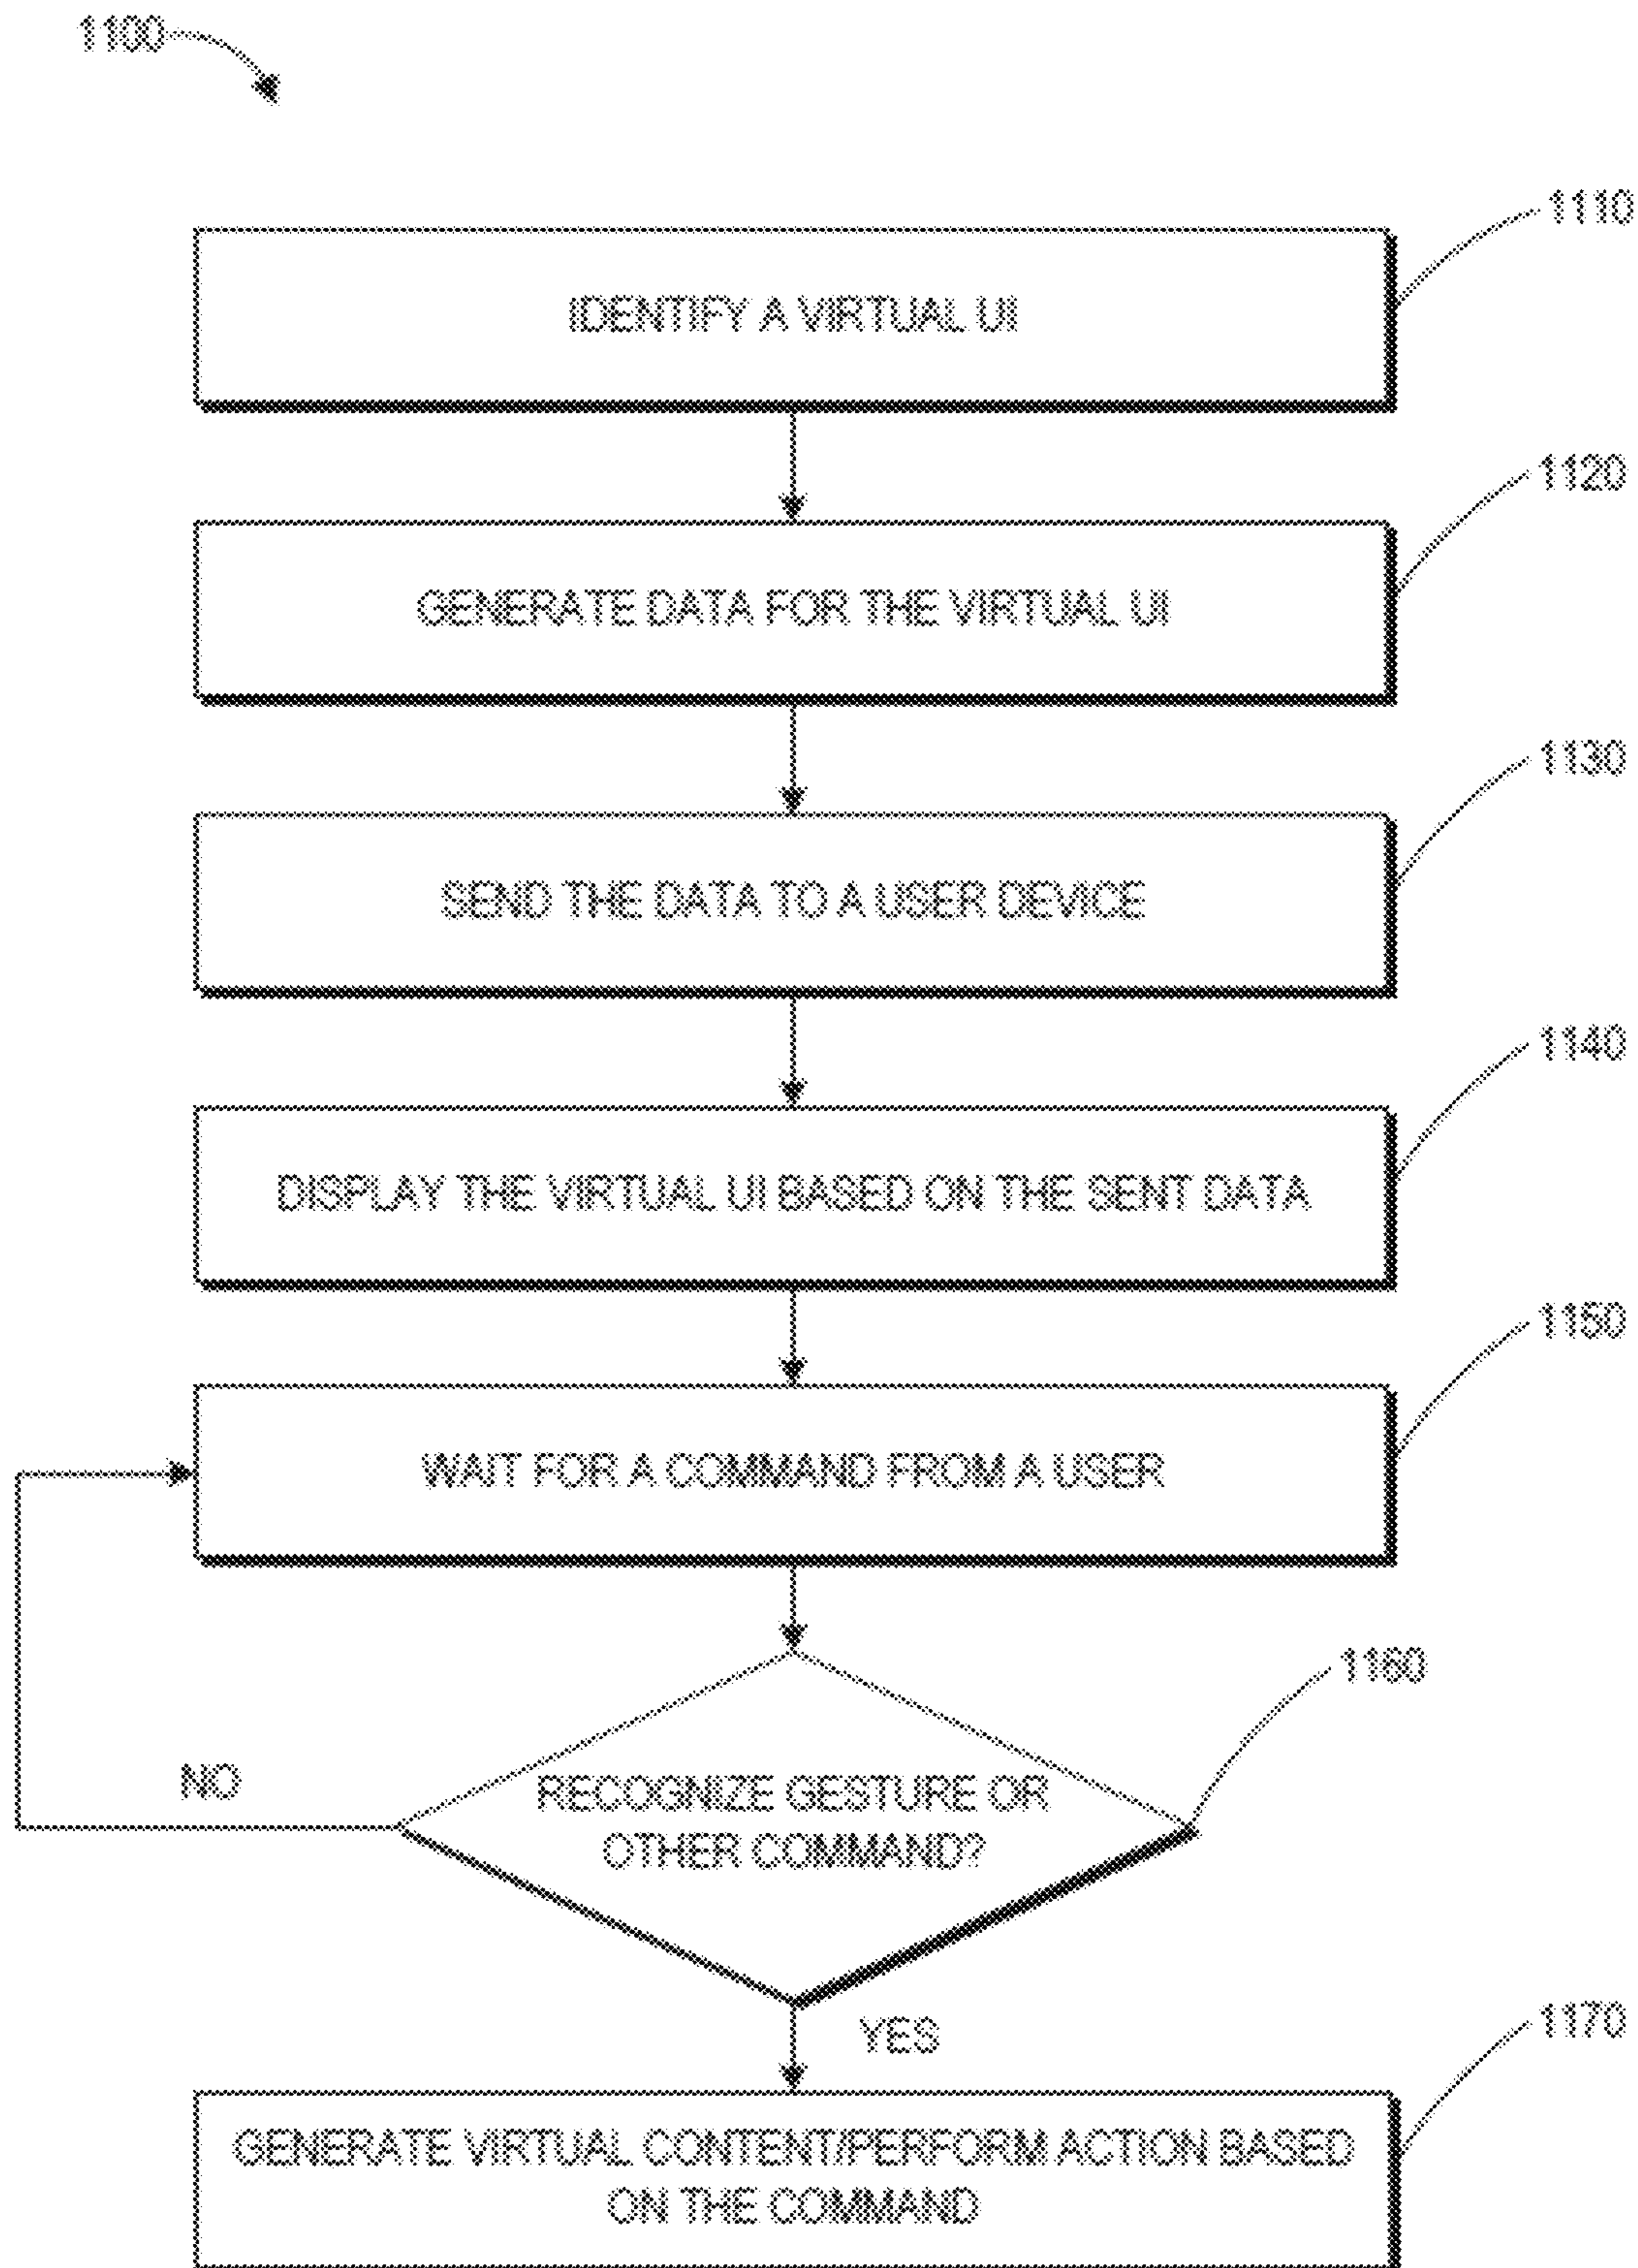 1100
1110
IDENTIFY A VIRTUAL UI
1120
GENERATE DATA FOR THE VIRTUAL UI
1130
SEND THE DATA TO A USER DEVICE
1140
DISPLAY THE VIRTUAL UI BASED ON THE SENT DATA
1150
WAIT FOR A COMMAND FROM A USER
1160
NO
RECOGNIZE GESTURE OR
OTHER COMMAND?
YES
1170
GENERATE VIRTUAL CONTENT/PERFORM ACTION BASED
ON THE COMMAND